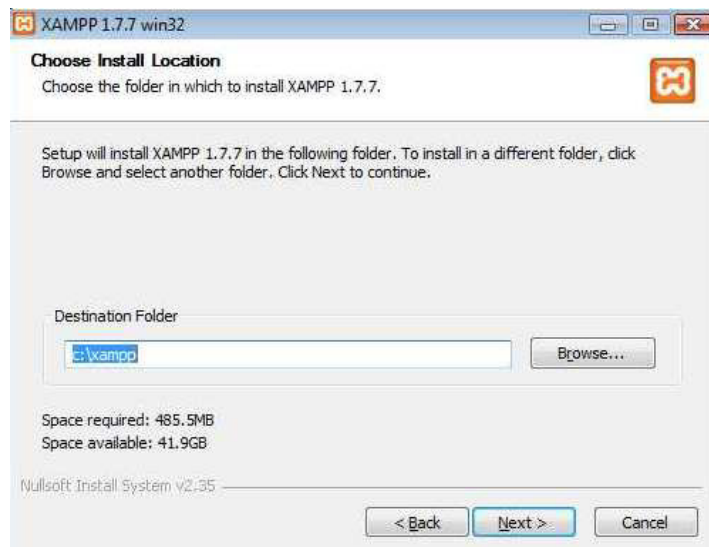 XAMPP 1.7.7 win32
Choose Install Location
Choose the folder in which to install XAMPP 1.7.7.
Setup will install XAMPP 1.7.7 in the following folder. To install in a different folder, click
Browse and select another folder. Click Next to continue.
Destination Folder
c:\xampp
Browse...
Space required: 485.5MB
Space available: 41.9GB
Nullsoft Install System v2.35
< Back
Next >
Cancel